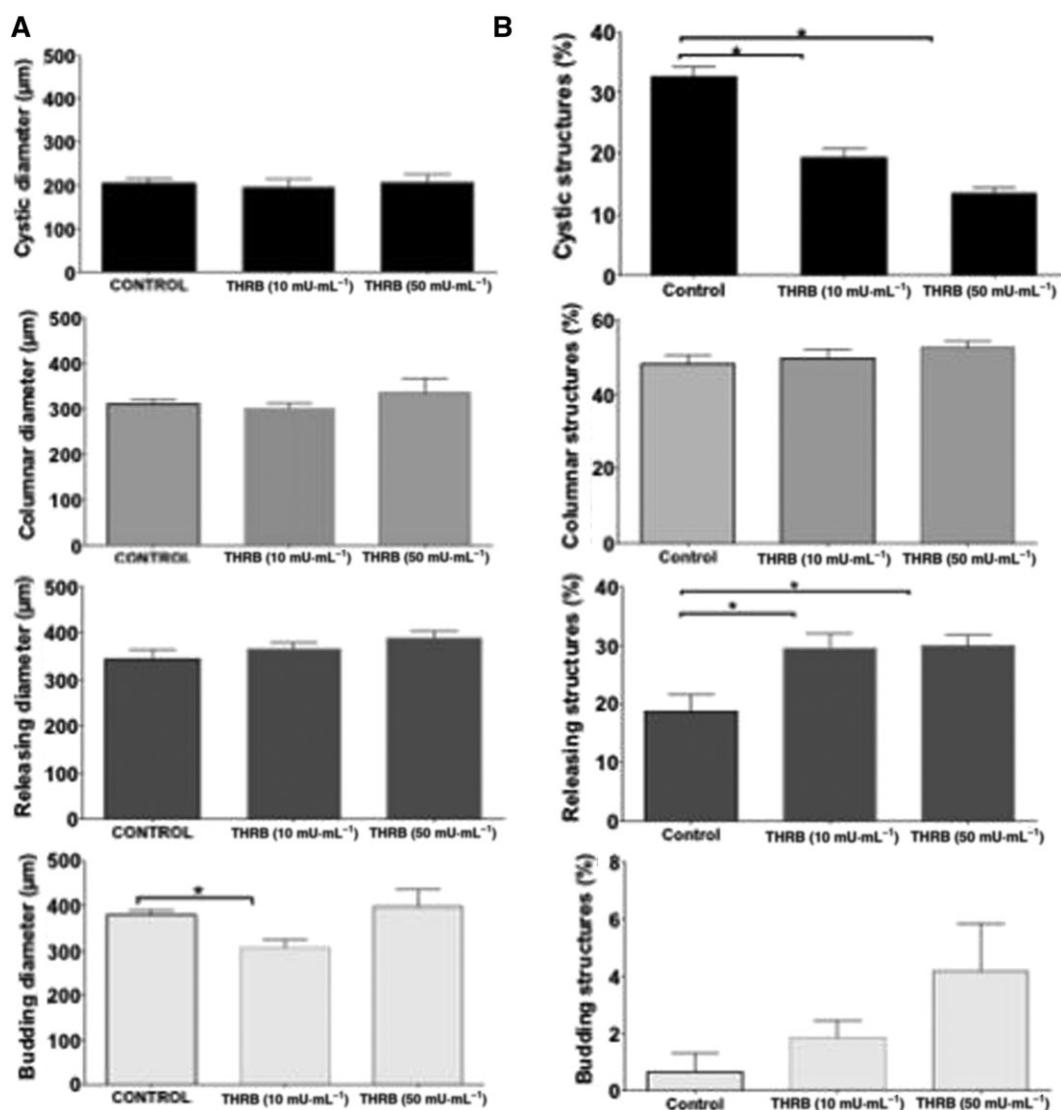 A
Cystic diameter (µm)
500
400
300
200
100
0
CONTROL THRB (10 mU·mL⁻¹) THRB (50 mU·mL⁻¹)
Columnar diameter (µm)
500
400
300
200
100
0
CONTROL THRB (10 mU·mL⁻¹) THRB (50 mU·mL⁻¹)
Releasing diameter (µm)
500
400
300
200
100
0
CONTROL THRB (10 mU·mL⁻¹) THRB (50 mU·mL⁻¹)
Budding diameter (µm)
500
400
300
200
100
0
*
CONTROL THRB (10 mU·mL⁻¹) THRB (50 mU·mL⁻¹)
B
Cystic structures (%)
40
30
20
10
0
*
*
Control THRB (10 mU·mL⁻¹) THRB (50 mU·mL⁻¹)
Columnar structures (%)
60
40
20
0
Control THRB (10 mU·mL⁻¹) THRB (50 mU·mL⁻¹)
Releasing structures (%)
40
30
20
10
0
*
*
Control THRB (10 mU·mL⁻¹) THRB (50 mU·mL⁻¹)
Budding structures (%)
8
6
4
2
0
Control THRB (10 mU·mL⁻¹) THRB (50 mU·mL⁻¹)